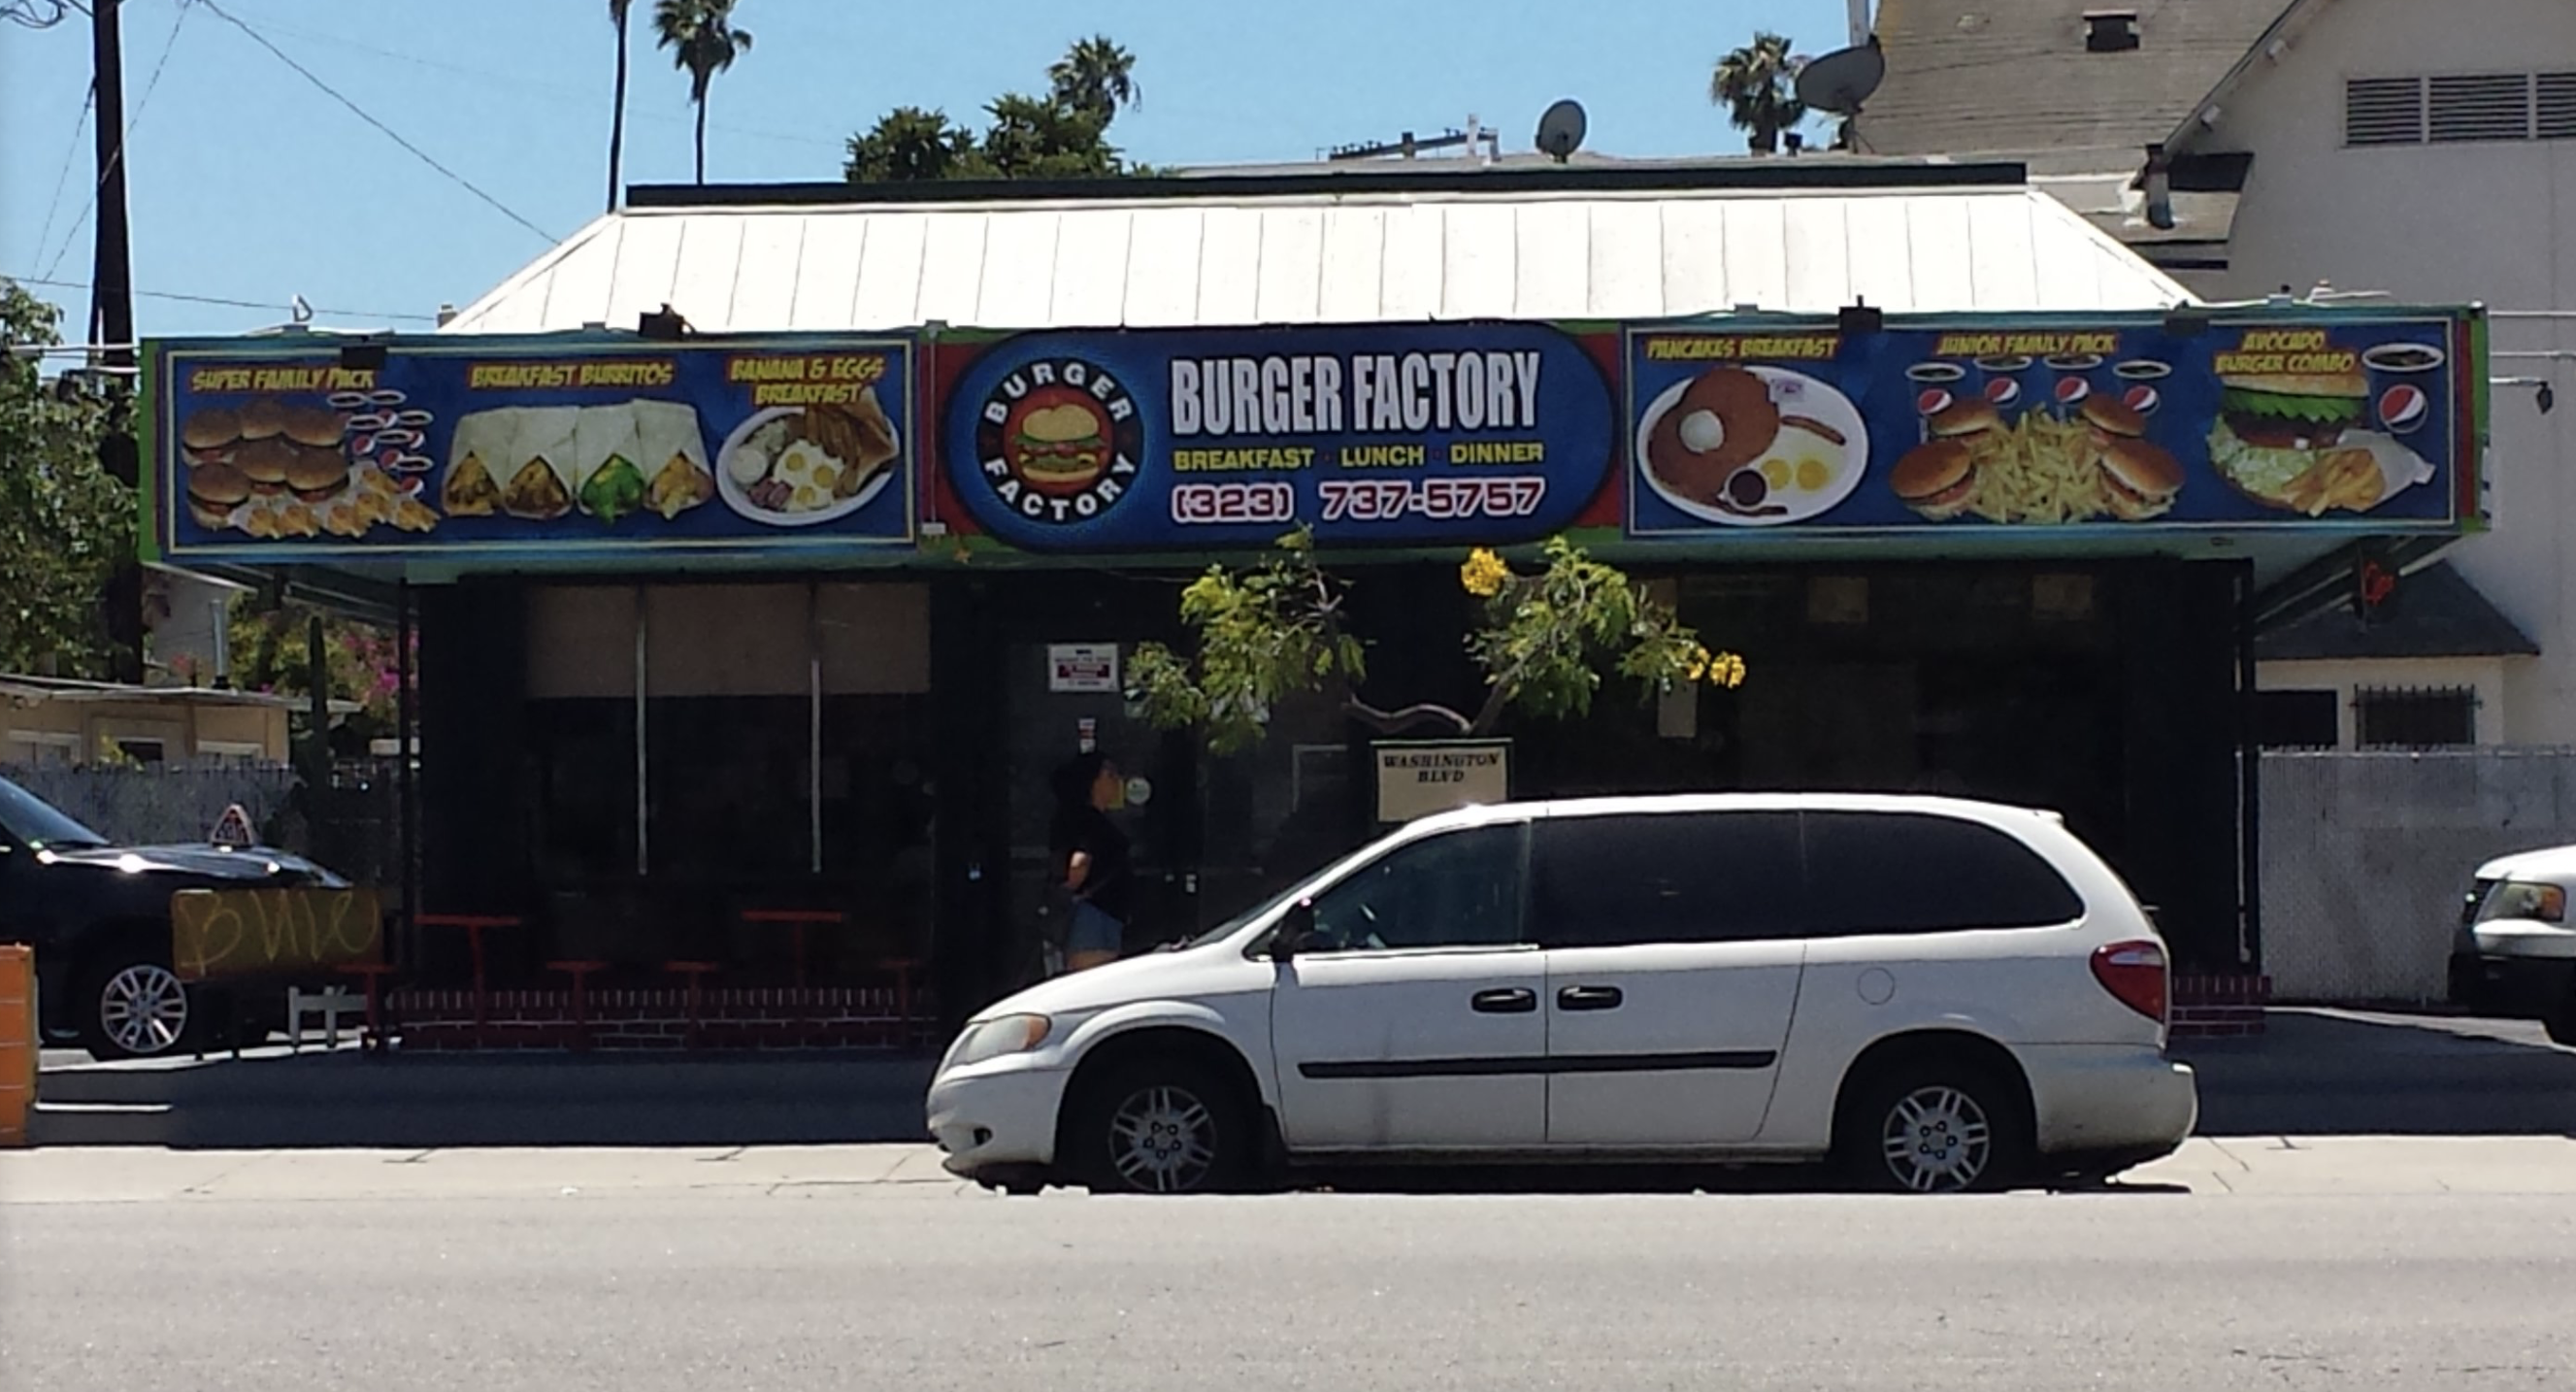 SUPER FAMILY PACK
BREAKFAST BURRITOS
BANANA & EGGS
BREAKFAST
BURGER
FACTORY
BURGER FACTORY
BREAKFAST · LUNCH · DINNER
(323) 737-5757
PANCAKES BREAKFAST
JUNIOR FAMILY PACK
AVOCADO
BURGER COMBO
WASHINGTON
BLVD